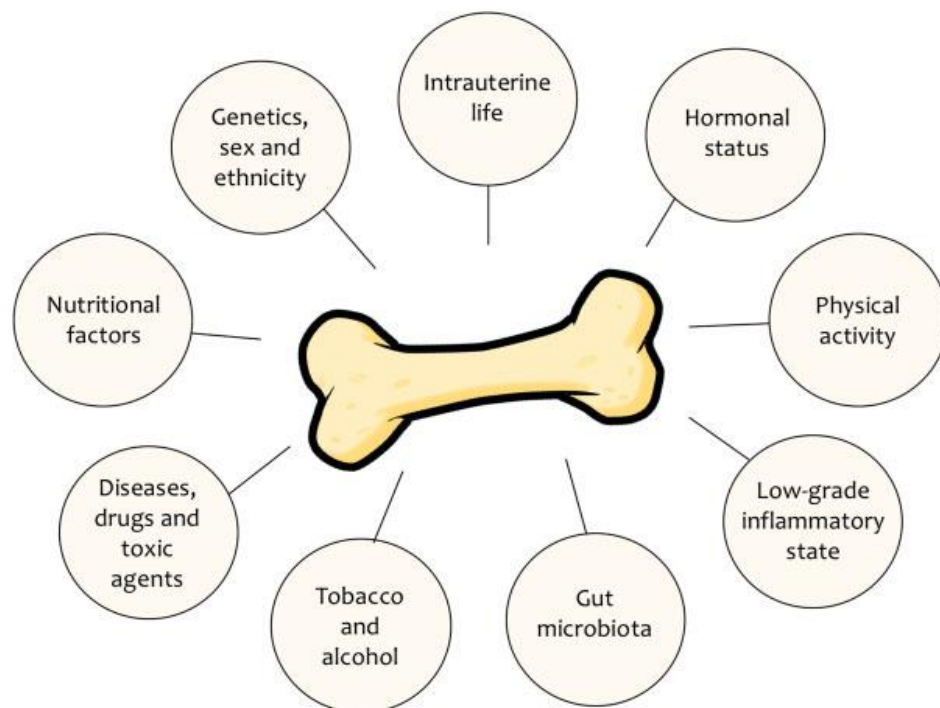 Intrauterine
life
Hormonal
status
Physical
activity
Low-grade
inflammatory
state
Gut
microbiota
Tobacco
and
alcohol
Diseases,
drugs and
toxic
agents
Nutritional
factors
Genetics,
sex and
ethnicity